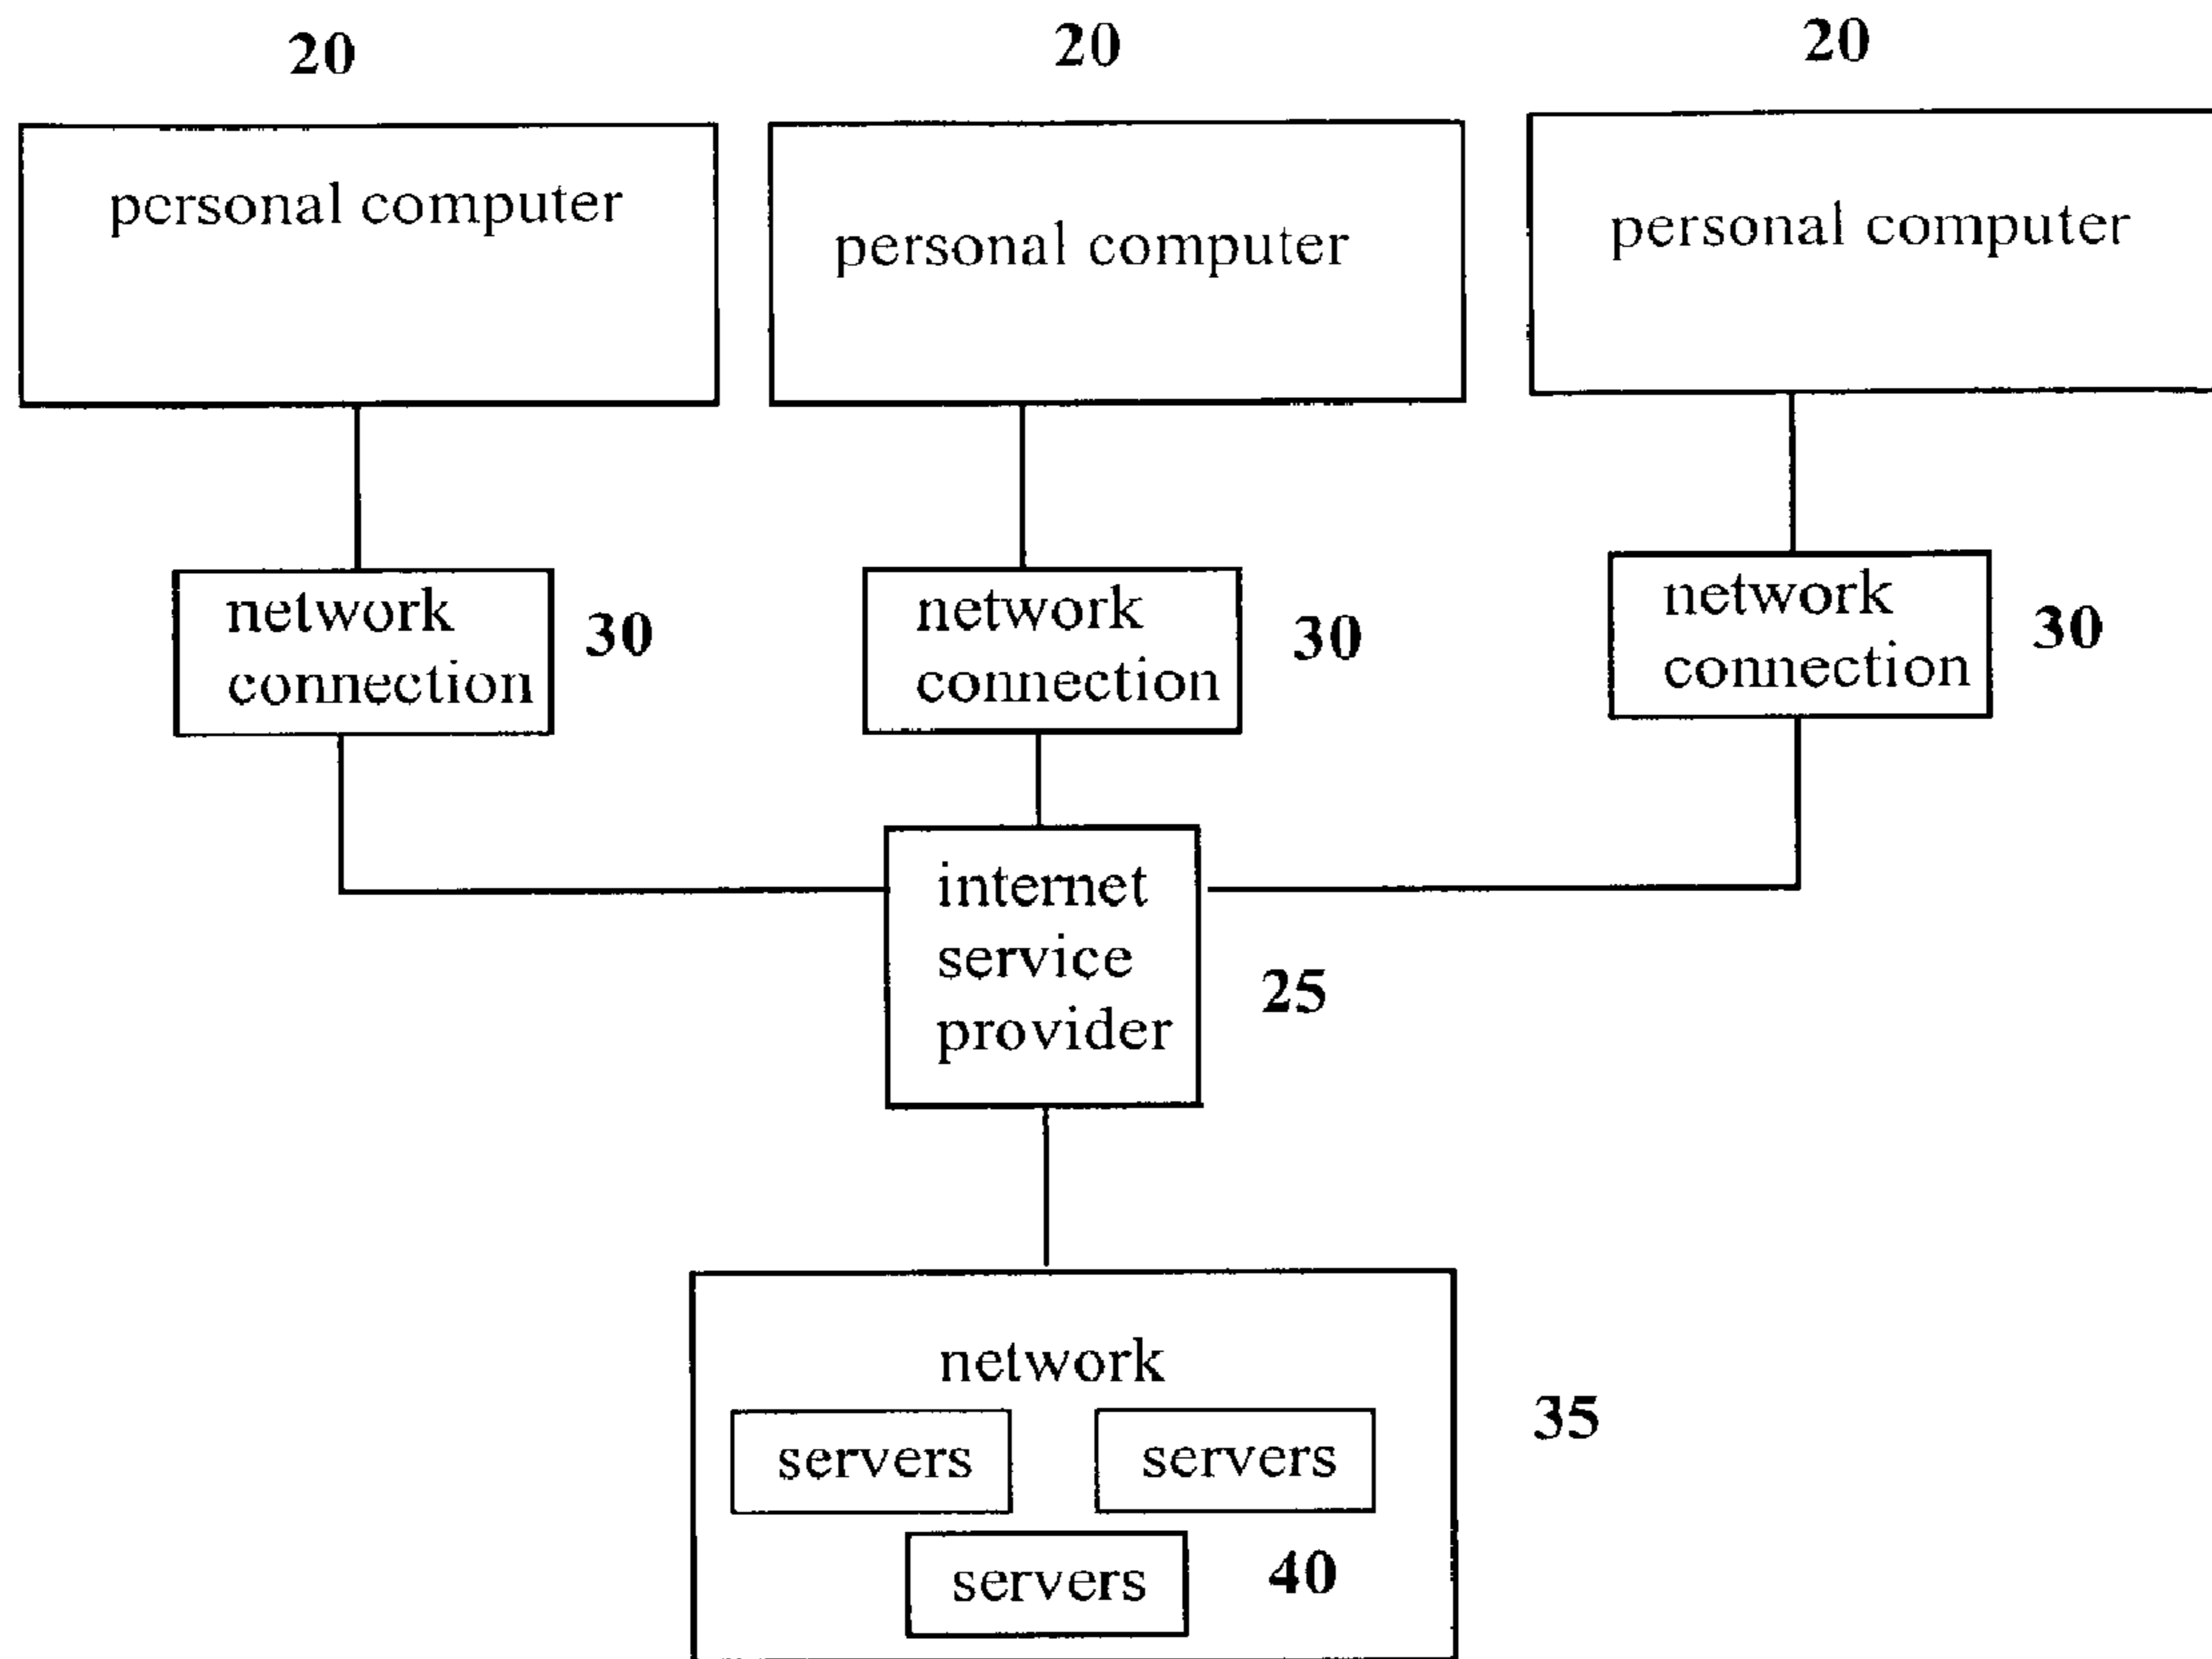 20
20
20
personal computer
personal computer
personal computer
network
connection
30
network
connection
30
network
connection
30
internet
service
provider
25
network
35
servers
servers
servers
40